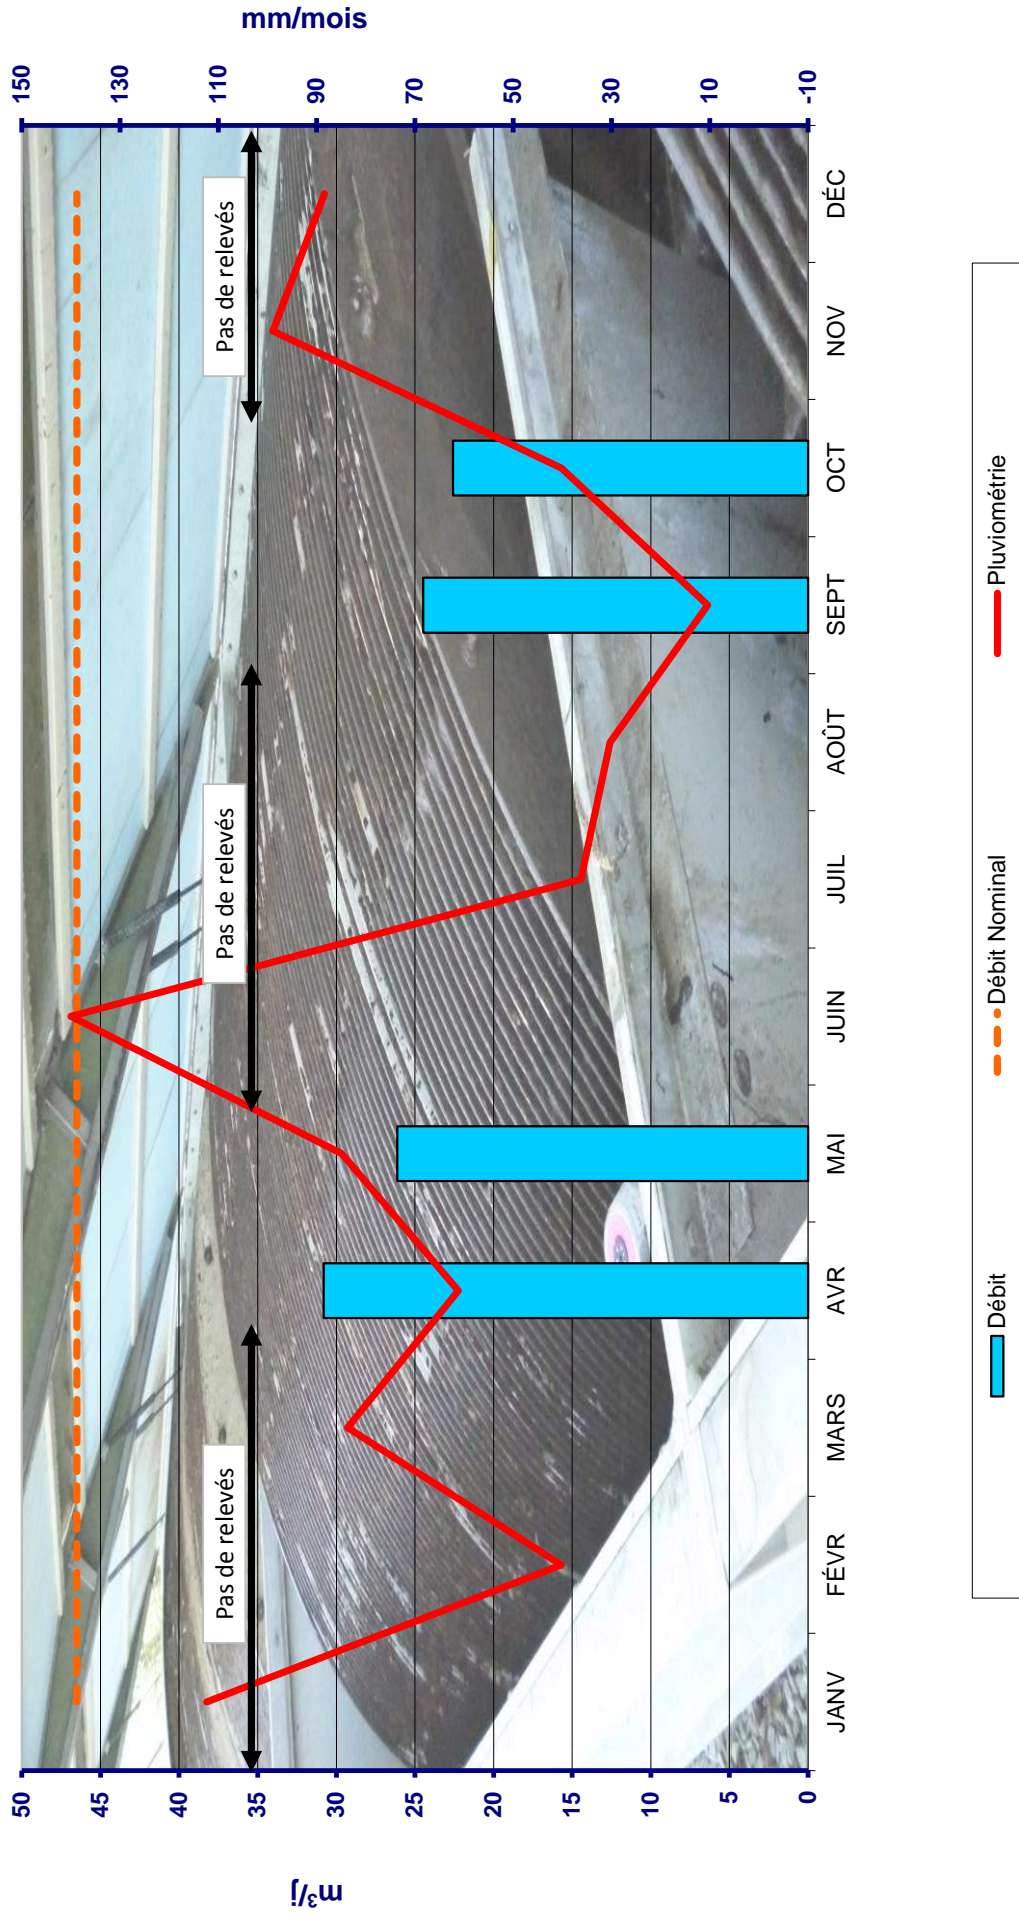 mm/mois
150
130
110
90
70
50
30
10
-10
Pas de relevés
Pas de relevés
Pas de relevés
50
45
40
35
30
25
20
15
10
5
0
m³/j
JANV
FÉVR
MARS
AVR
MAI
JUIN
JUIL
AOÛT
SEPT
OCT
NOV
DÉC
Débit
Débit Nominal
Pluviométrie